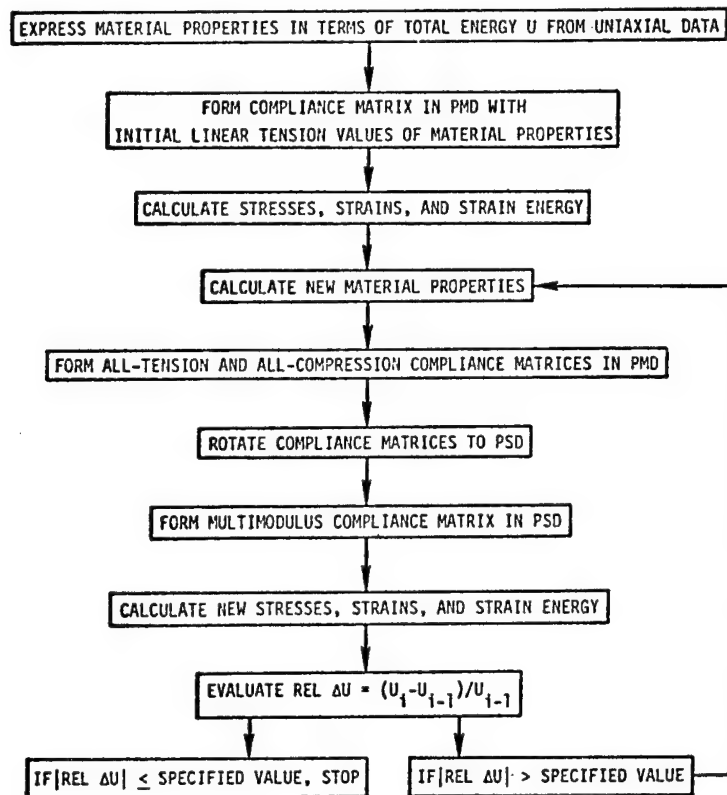 EXPRESS MATERIAL PROPERTIES IN TERMS OF TOTAL ENERGY U FROM UNIAXIAL DATA
FORM COMPLIANCE MATRIX IN PMD WITH
INITIAL LINEAR TENSION VALUES OF MATERIAL PROPERTIES
CALCULATE STRESSES, STRAINS, AND STRAIN ENERGY
CALCULATE NEW MATERIAL PROPERTIES
FORM ALL-TENSION AND ALL-COMPRESSION COMPLIANCE MATRICES IN PMD
ROTATE COMPLIANCE MATRICES TO PSD
FORM MULTIMODULUS COMPLIANCE MATRIX IN PSD
CALCULATE NEW STRESSES, STRAINS, AND STRAIN ENERGY
EVALUATE REL ΔU = (U_i-U_{i-1})/U_{i-1}
IF|REL ΔU| ≤ SPECIFIED VALUE, STOP
IF|REL ΔU| > SPECIFIED VALUE